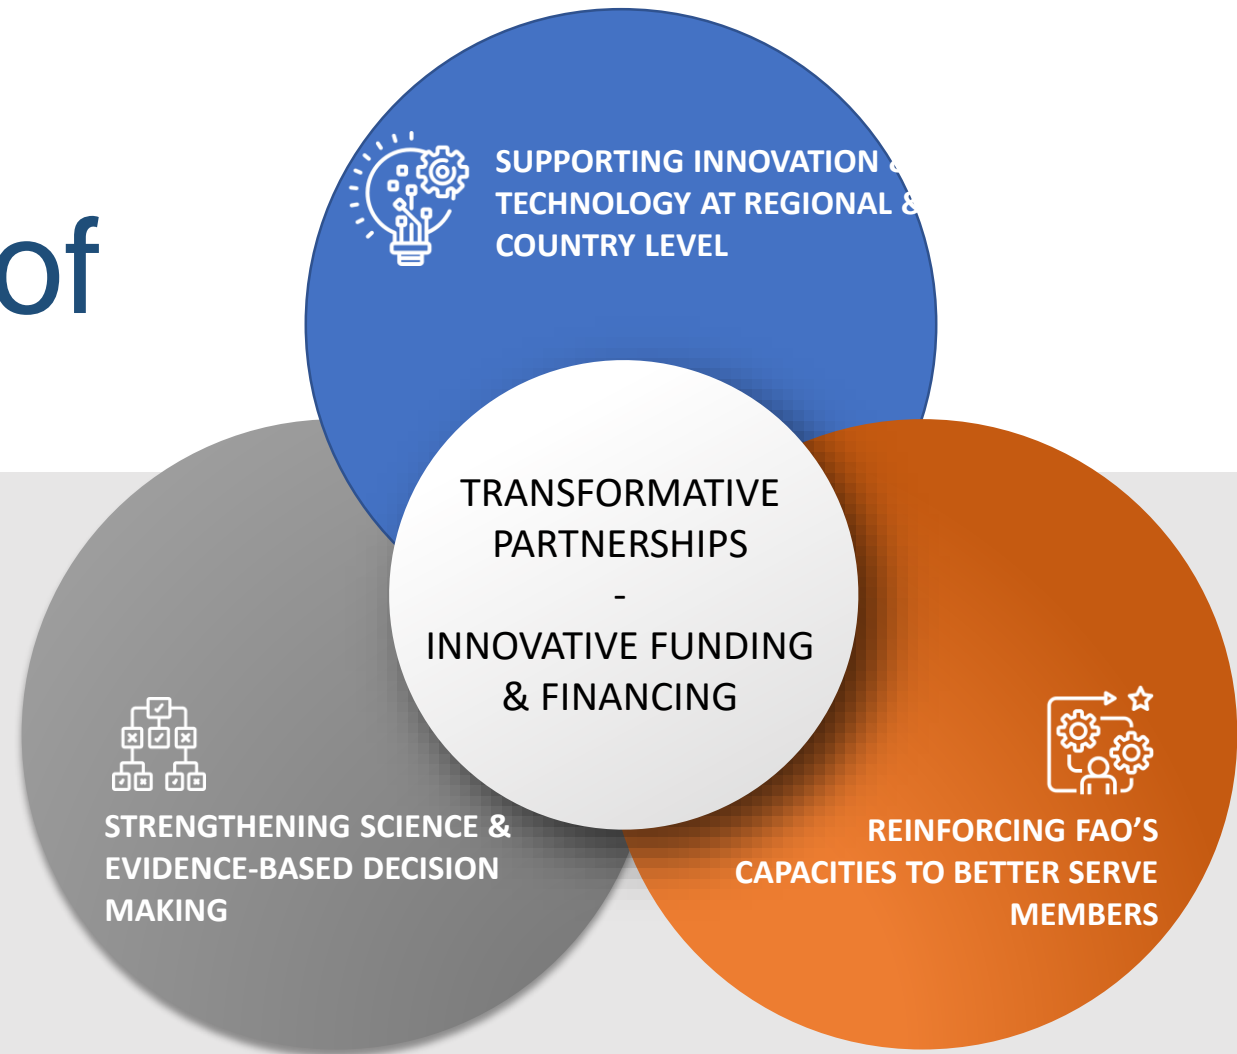 of
SUPPORTING INNOVATION &
TECHNOLOGY AT REGIONAL &
COUNTRY LEVEL
TRANSFORMATIVE
PARTNERSHIPS
-
INNOVATIVE FUNDING
& FINANCING
STRENGTHENING SCIENCE &
EVIDENCE-BASED DECISION
MAKING
REINFORCING FAO’S
CAPACITIES TO BETTER SERVE
MEMBERS